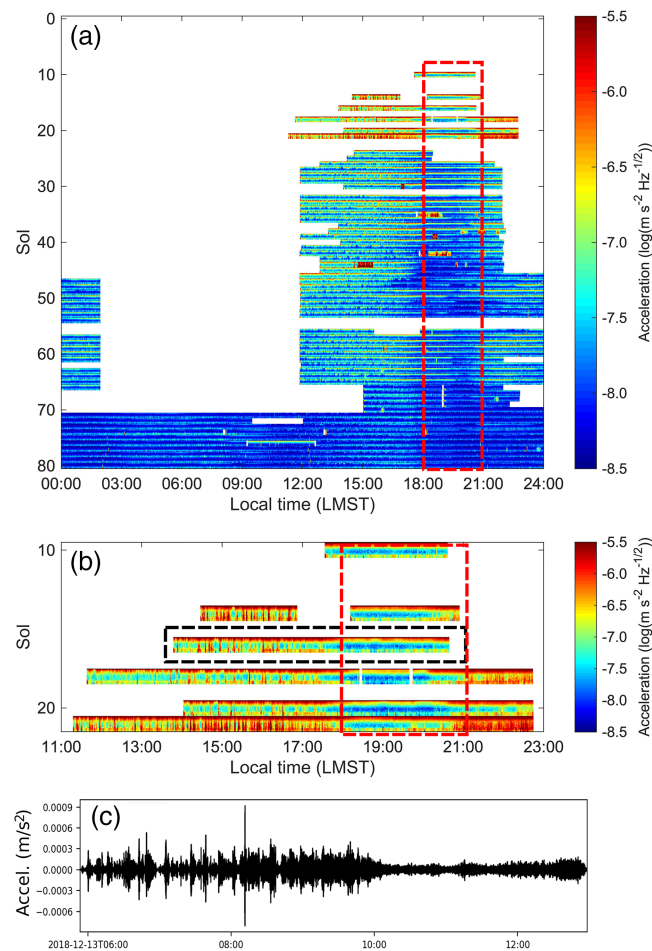 (a)
0
10
20
30
40
50
60
70
80
Sol
00:00 03:00 06:00 09:00 12:00 15:00 18:00 21:00 24:00
Local time (LMST)
-5.5
-6.0
-6.5
-7.0
-7.5
-8.0
-8.5
Acceleration (log(m s-2 Hz-1/2))
(b)
10
20
Sol
11:00 13:00 15:00 17:00 19:00 21:00 23:00
Local time (LMST)
-5.5
-6.0
-6.5
-7.0
-7.5
-8.0
-8.5
Acceleration (log(m s-2 Hz-1/2))
(c)
0.0009
0.0006
0.0003
0.0000
−0.0003
−0.0006
Accel. (m/s²)
2018-12-13T06:00 08:00 10:00 12:00